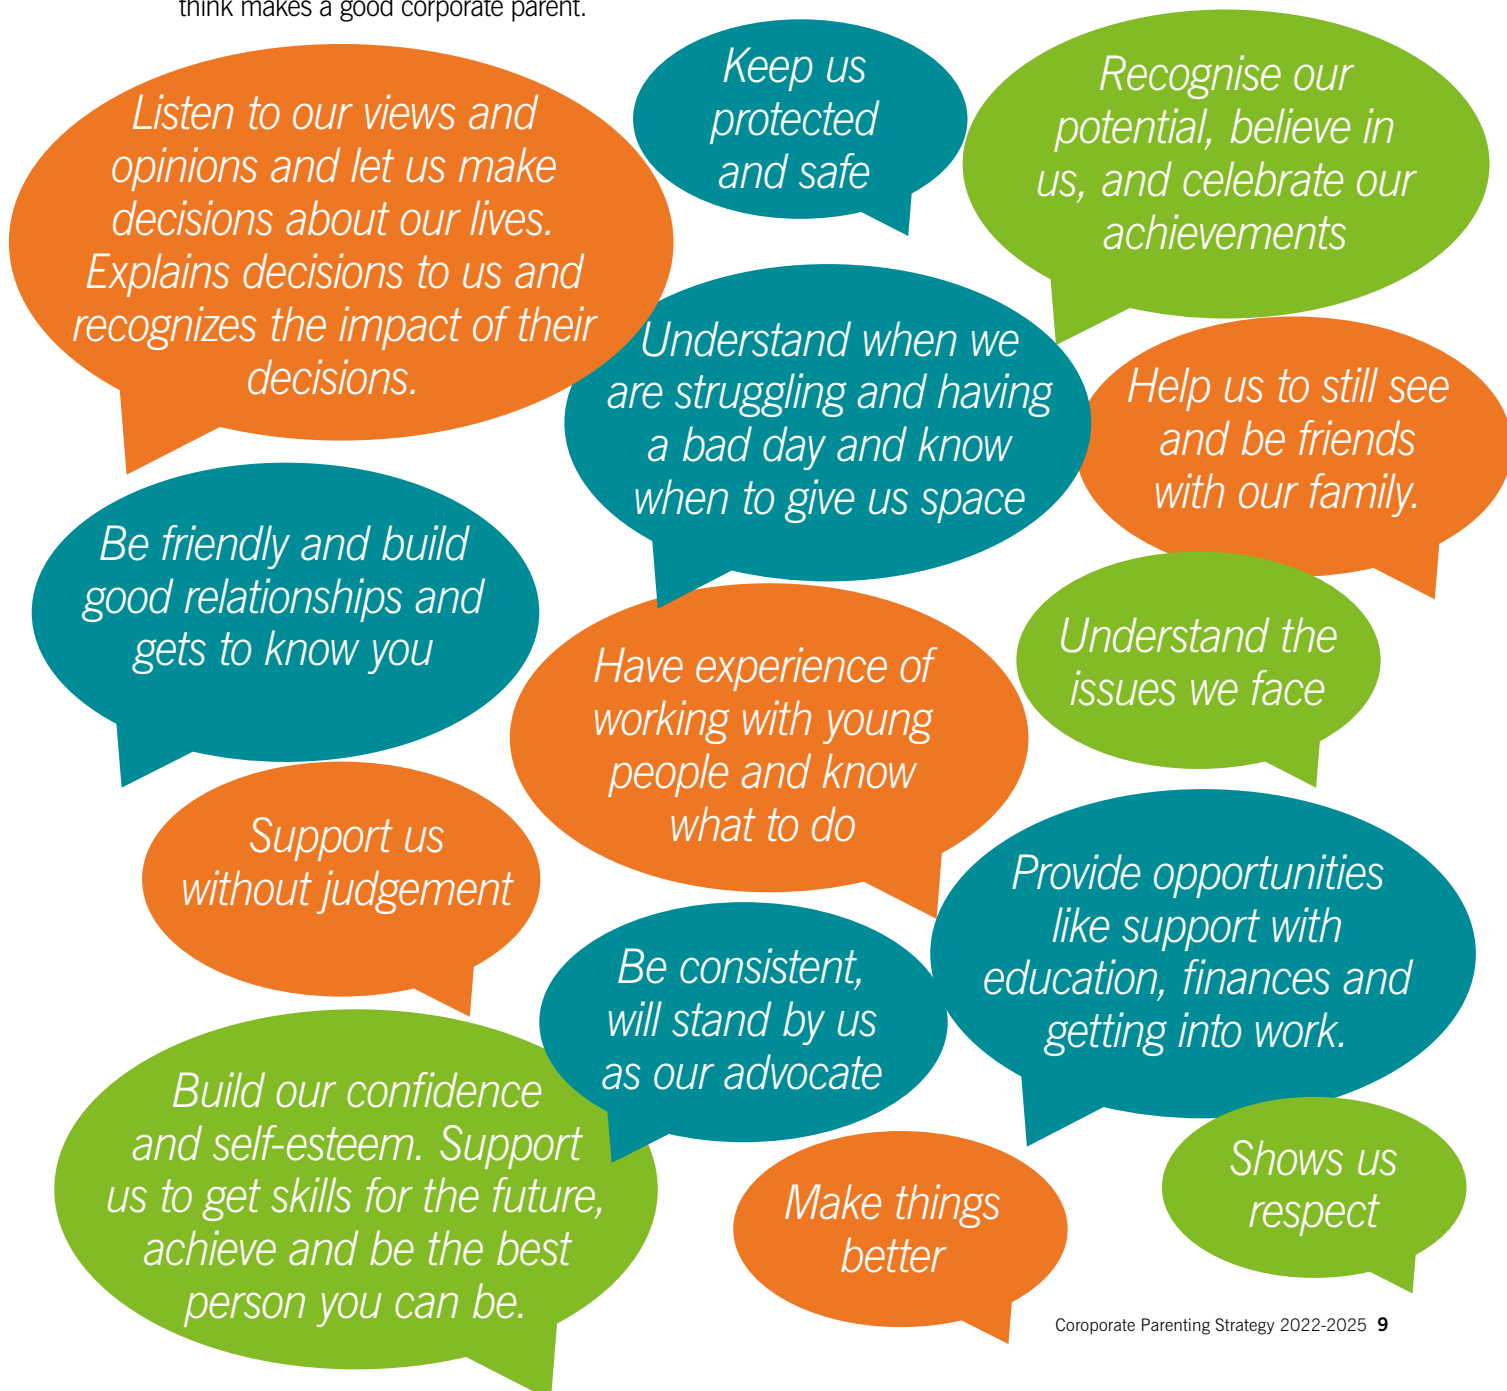 think makes a good corporate parent.
Listen to our views and
opinions and let us make
decisions about our lives.
Explains decisions to us and
recognizes the impact of their
decisions.
Keep us
protected
and safe
Recognise our
potential, believe in
us, and celebrate our
achievements
Understand when we
are struggling and having
a bad day and know
when to give us space
Help us to still see
and be friends
with our family.
Be friendly and build
good relationships and
gets to know you
Have experience of
working with young
people and know
what to do
Understand the
issues we face
Support us
without judgement
Be consistent,
will stand by us
as our advocate
Provide opportunities
like support with
education, finances and
getting into work.
Build our confidence
and self-esteem. Support
us to get skills for the future,
achieve and be the best
person you can be.
Make things
better
Shows us
respect
Coroporate Parenting Strategy 2022-2025 9